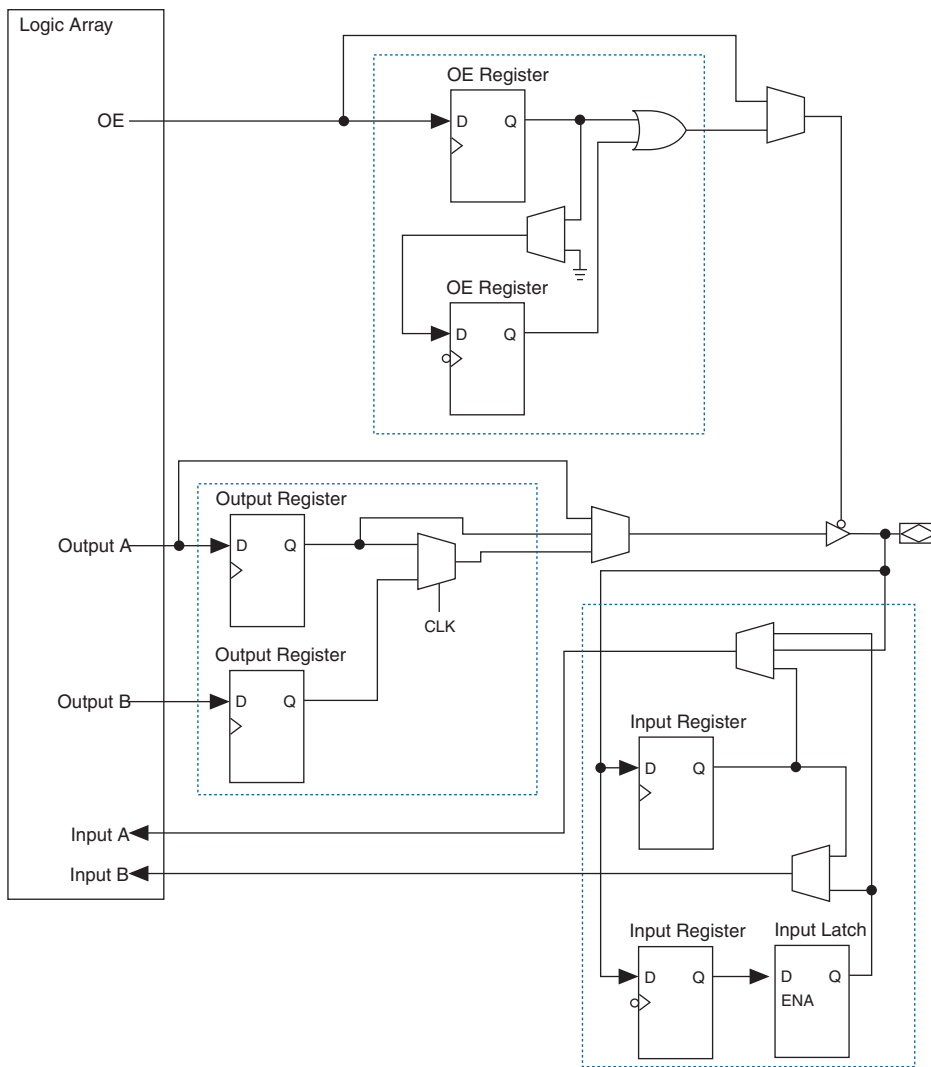 Logic Array
OE Register
OE
D Q
OE Register
D Q
Output Register
Output A
D Q
CLK
Output Register
Output B
D Q
Input Register
D Q
Input A
Input B
Input Register
Input Latch
D Q
D Q
ENA